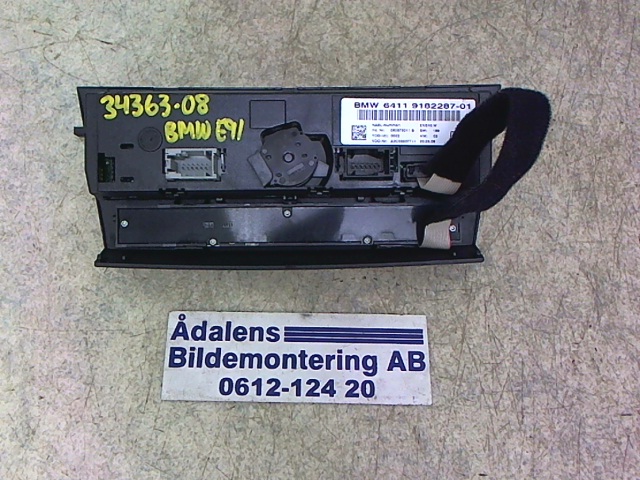 34363-08
BMW E91
BMW 6411 9182287-01
Ådalens
Bildemontering AB
0612-124 20